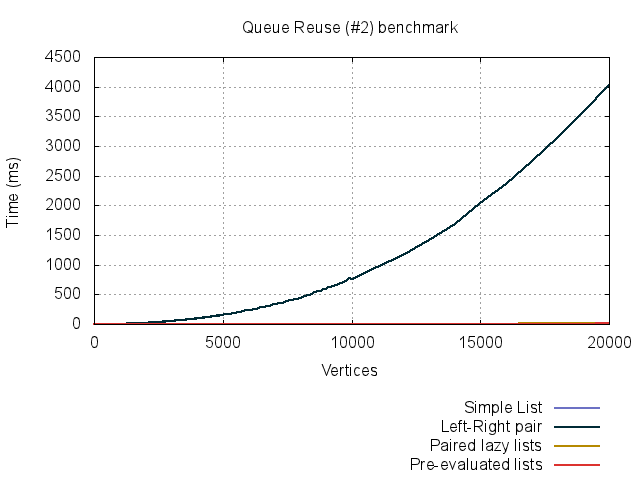 Queue Reuse (#2) benchmark
4500
4000
3500
3000
2500
2000
1500
1000
500
0
Time (ms)
0 5000 10000 15000 20000
Vertices
Simple List
Left-Right pair
Paired lazy lists
Pre-evaluated lists